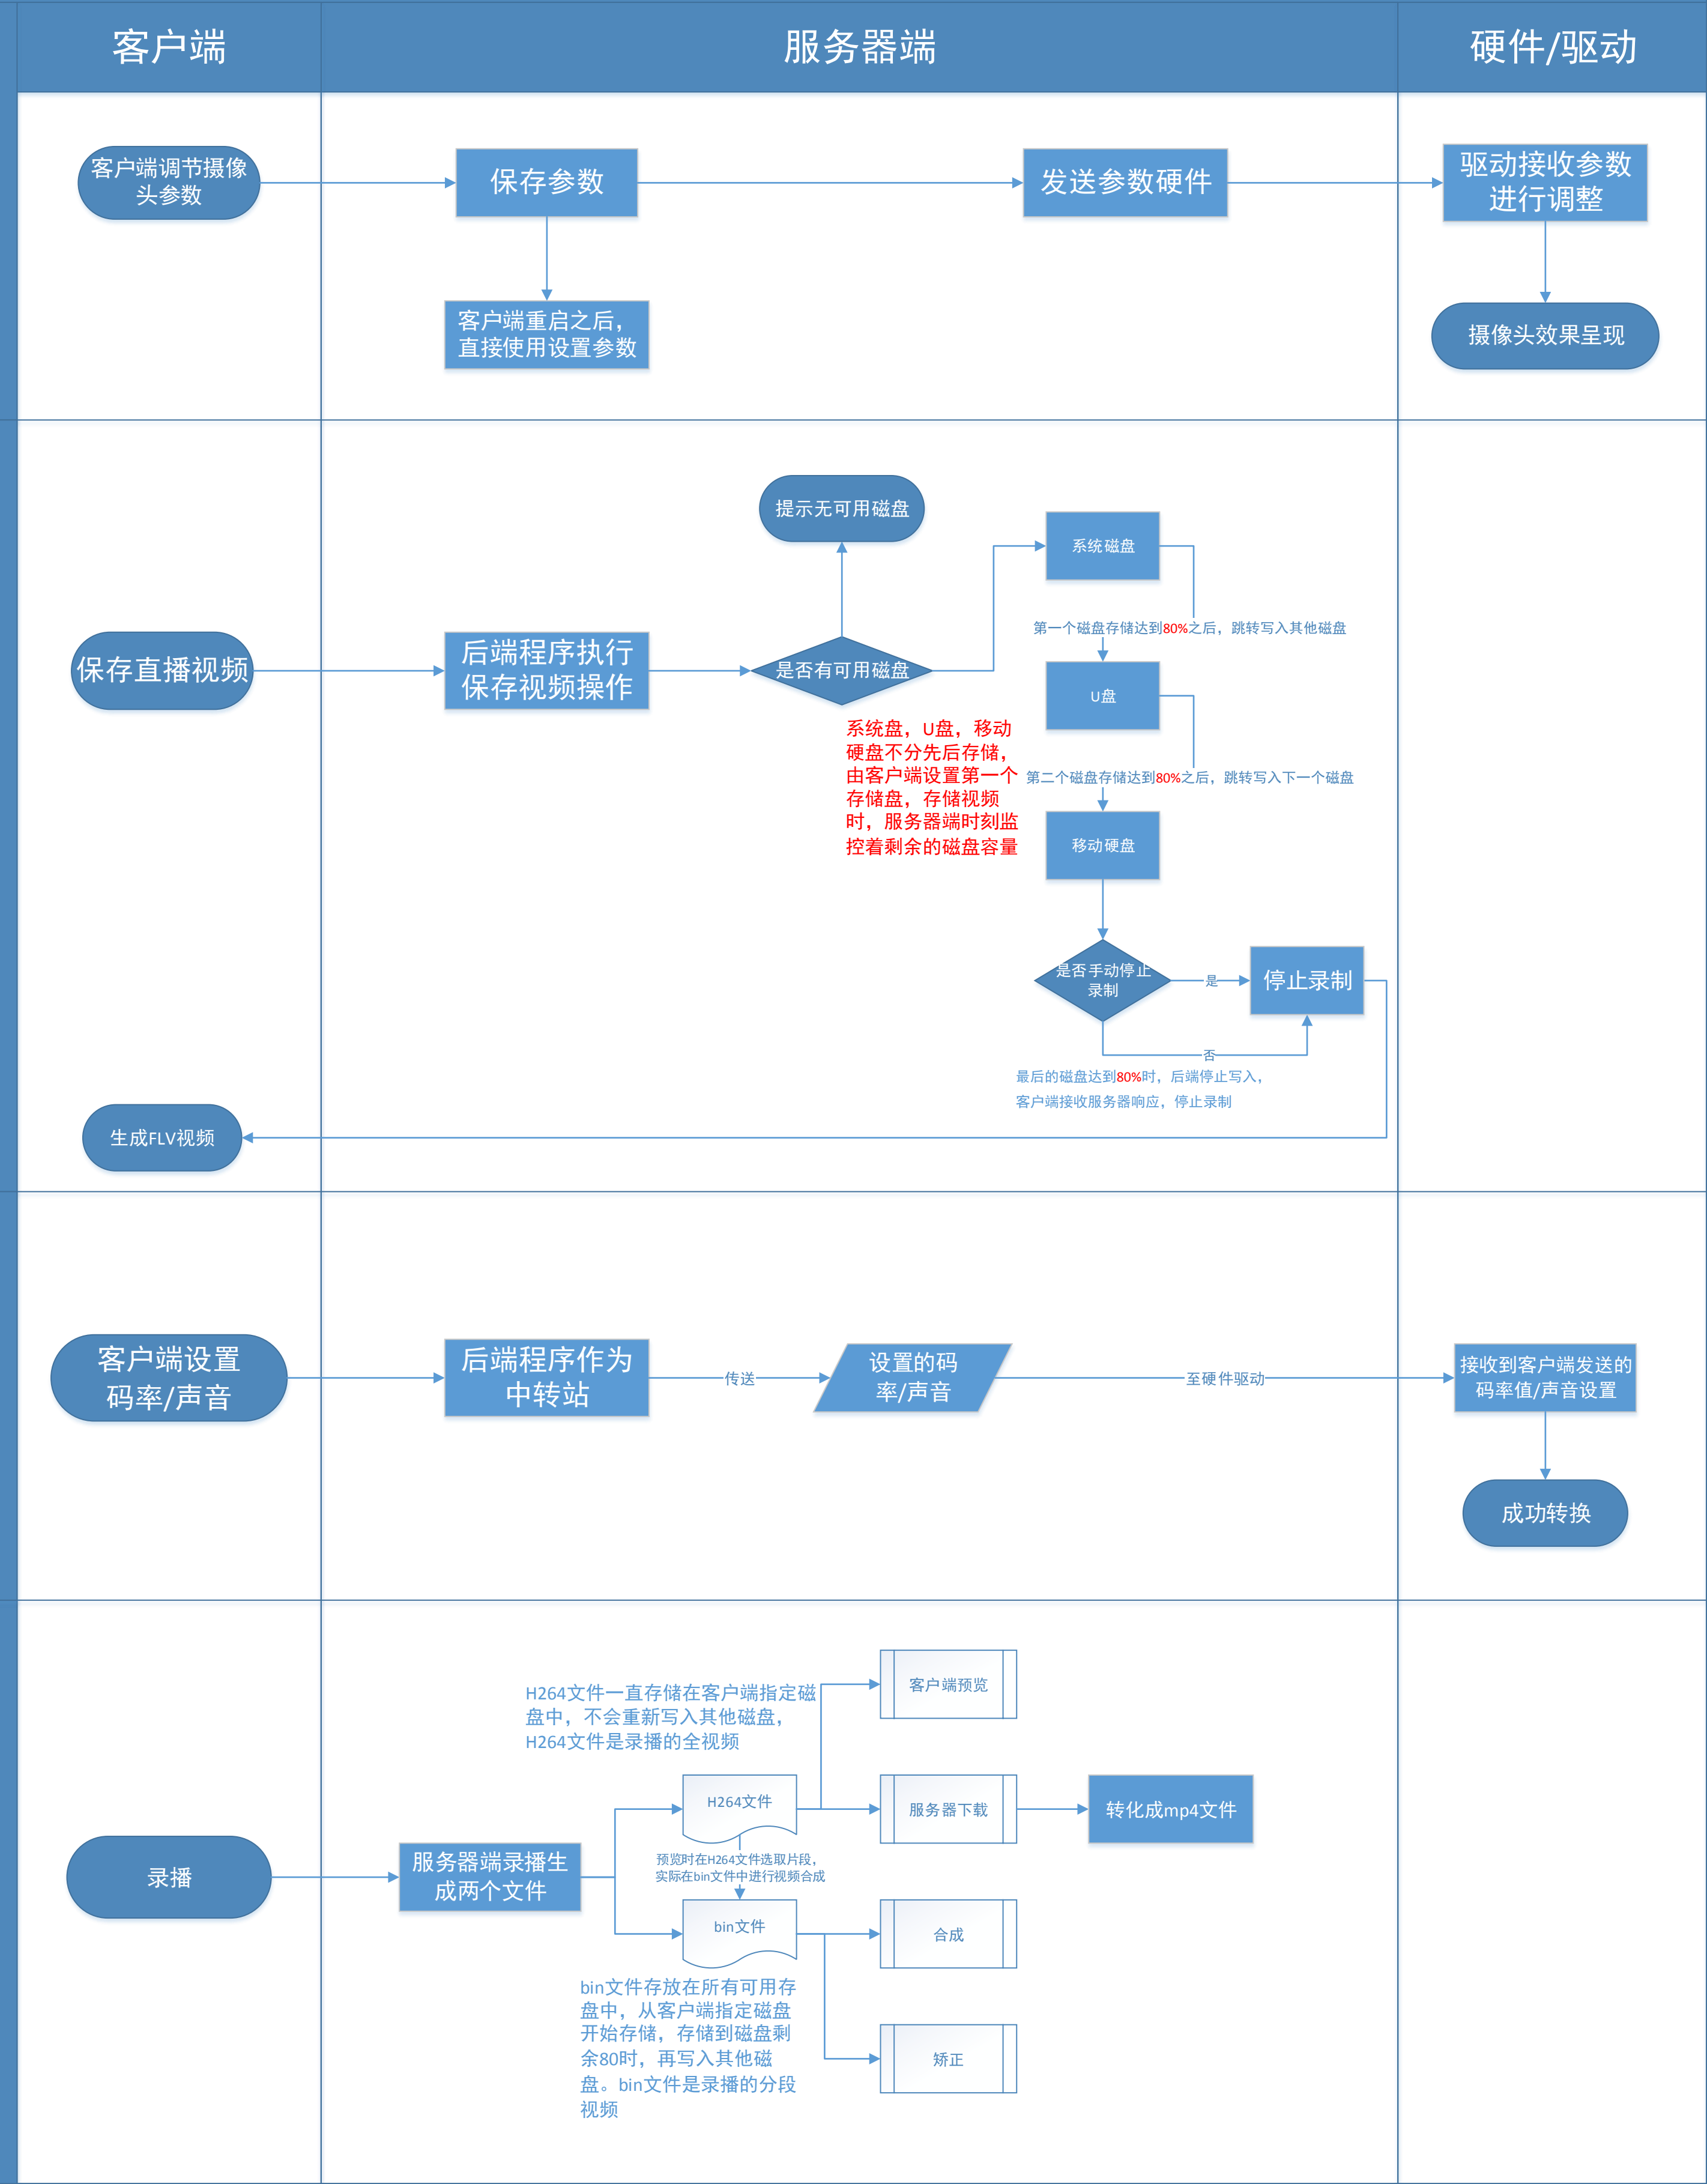 客户端
服务器端
硬件/驱动
客户端调节摄像
头参数
保存参数
发送参数硬件
驱动接收参数
进行调整
客户端重启之后，
直接使用设置参数
摄像头效果呈现
提示无可用磁盘
系统磁盘
第一个磁盘存储达到80%之后，跳转写入其他磁盘
保存直播视频
后端程序执行
保存视频操作
是否有可用磁盘
U盘
系统盘，U盘，移动
硬盘不分先后存储，
由客户端设置第一个
存储盘，存储视频
时，服务器端时刻监
控着剩余的磁盘容量
第二个磁盘存储达到80%之后，跳转写入下一个磁盘
移动硬盘
是否手动停止
录制
是
停止录制
否
最后的磁盘达到80%时，后端停止写入，
客户端接收服务器响应，停止录制
生成FLV视频
客户端设置
码率/声音
后端程序作为
中转站
传送
设置的码
率/声音
至硬件驱动
接收到客户端发送的
码率值/声音设置
成功转换
H264文件一直存储在客户端指定磁
盘中，不会重新写入其他磁盘，
H264文件是录播的全视频
客户端预览
H264文件
服务器下载
转化成mp4文件
预览时在H264文件选取片段，
实际在bin文件中进行视频合成
录播
服务器端录播生
成两个文件
bin文件
合成
bin文件存放在所有可用存
盘中，从客户端指定磁盘
开始存储，存储到磁盘剩
余80时，再写入其他磁
盘。bin文件是录播的分段
视频
矫正